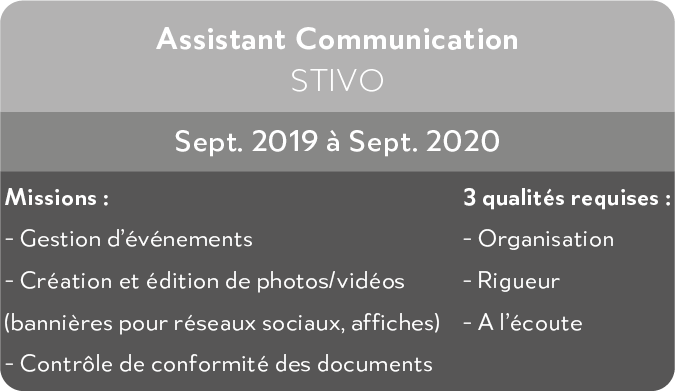 Assistant Communication
STIVO
Sept. 2019 à Sept. 2020
Missions :
- Gestion d'événements
- Création et édition de photos/vidéos
(bannières pour réseaux sociaux, affiches)
- Contrôle de conformité des documents
3 qualités requises :
- Organisation
- Rigueur
- A l'écoute